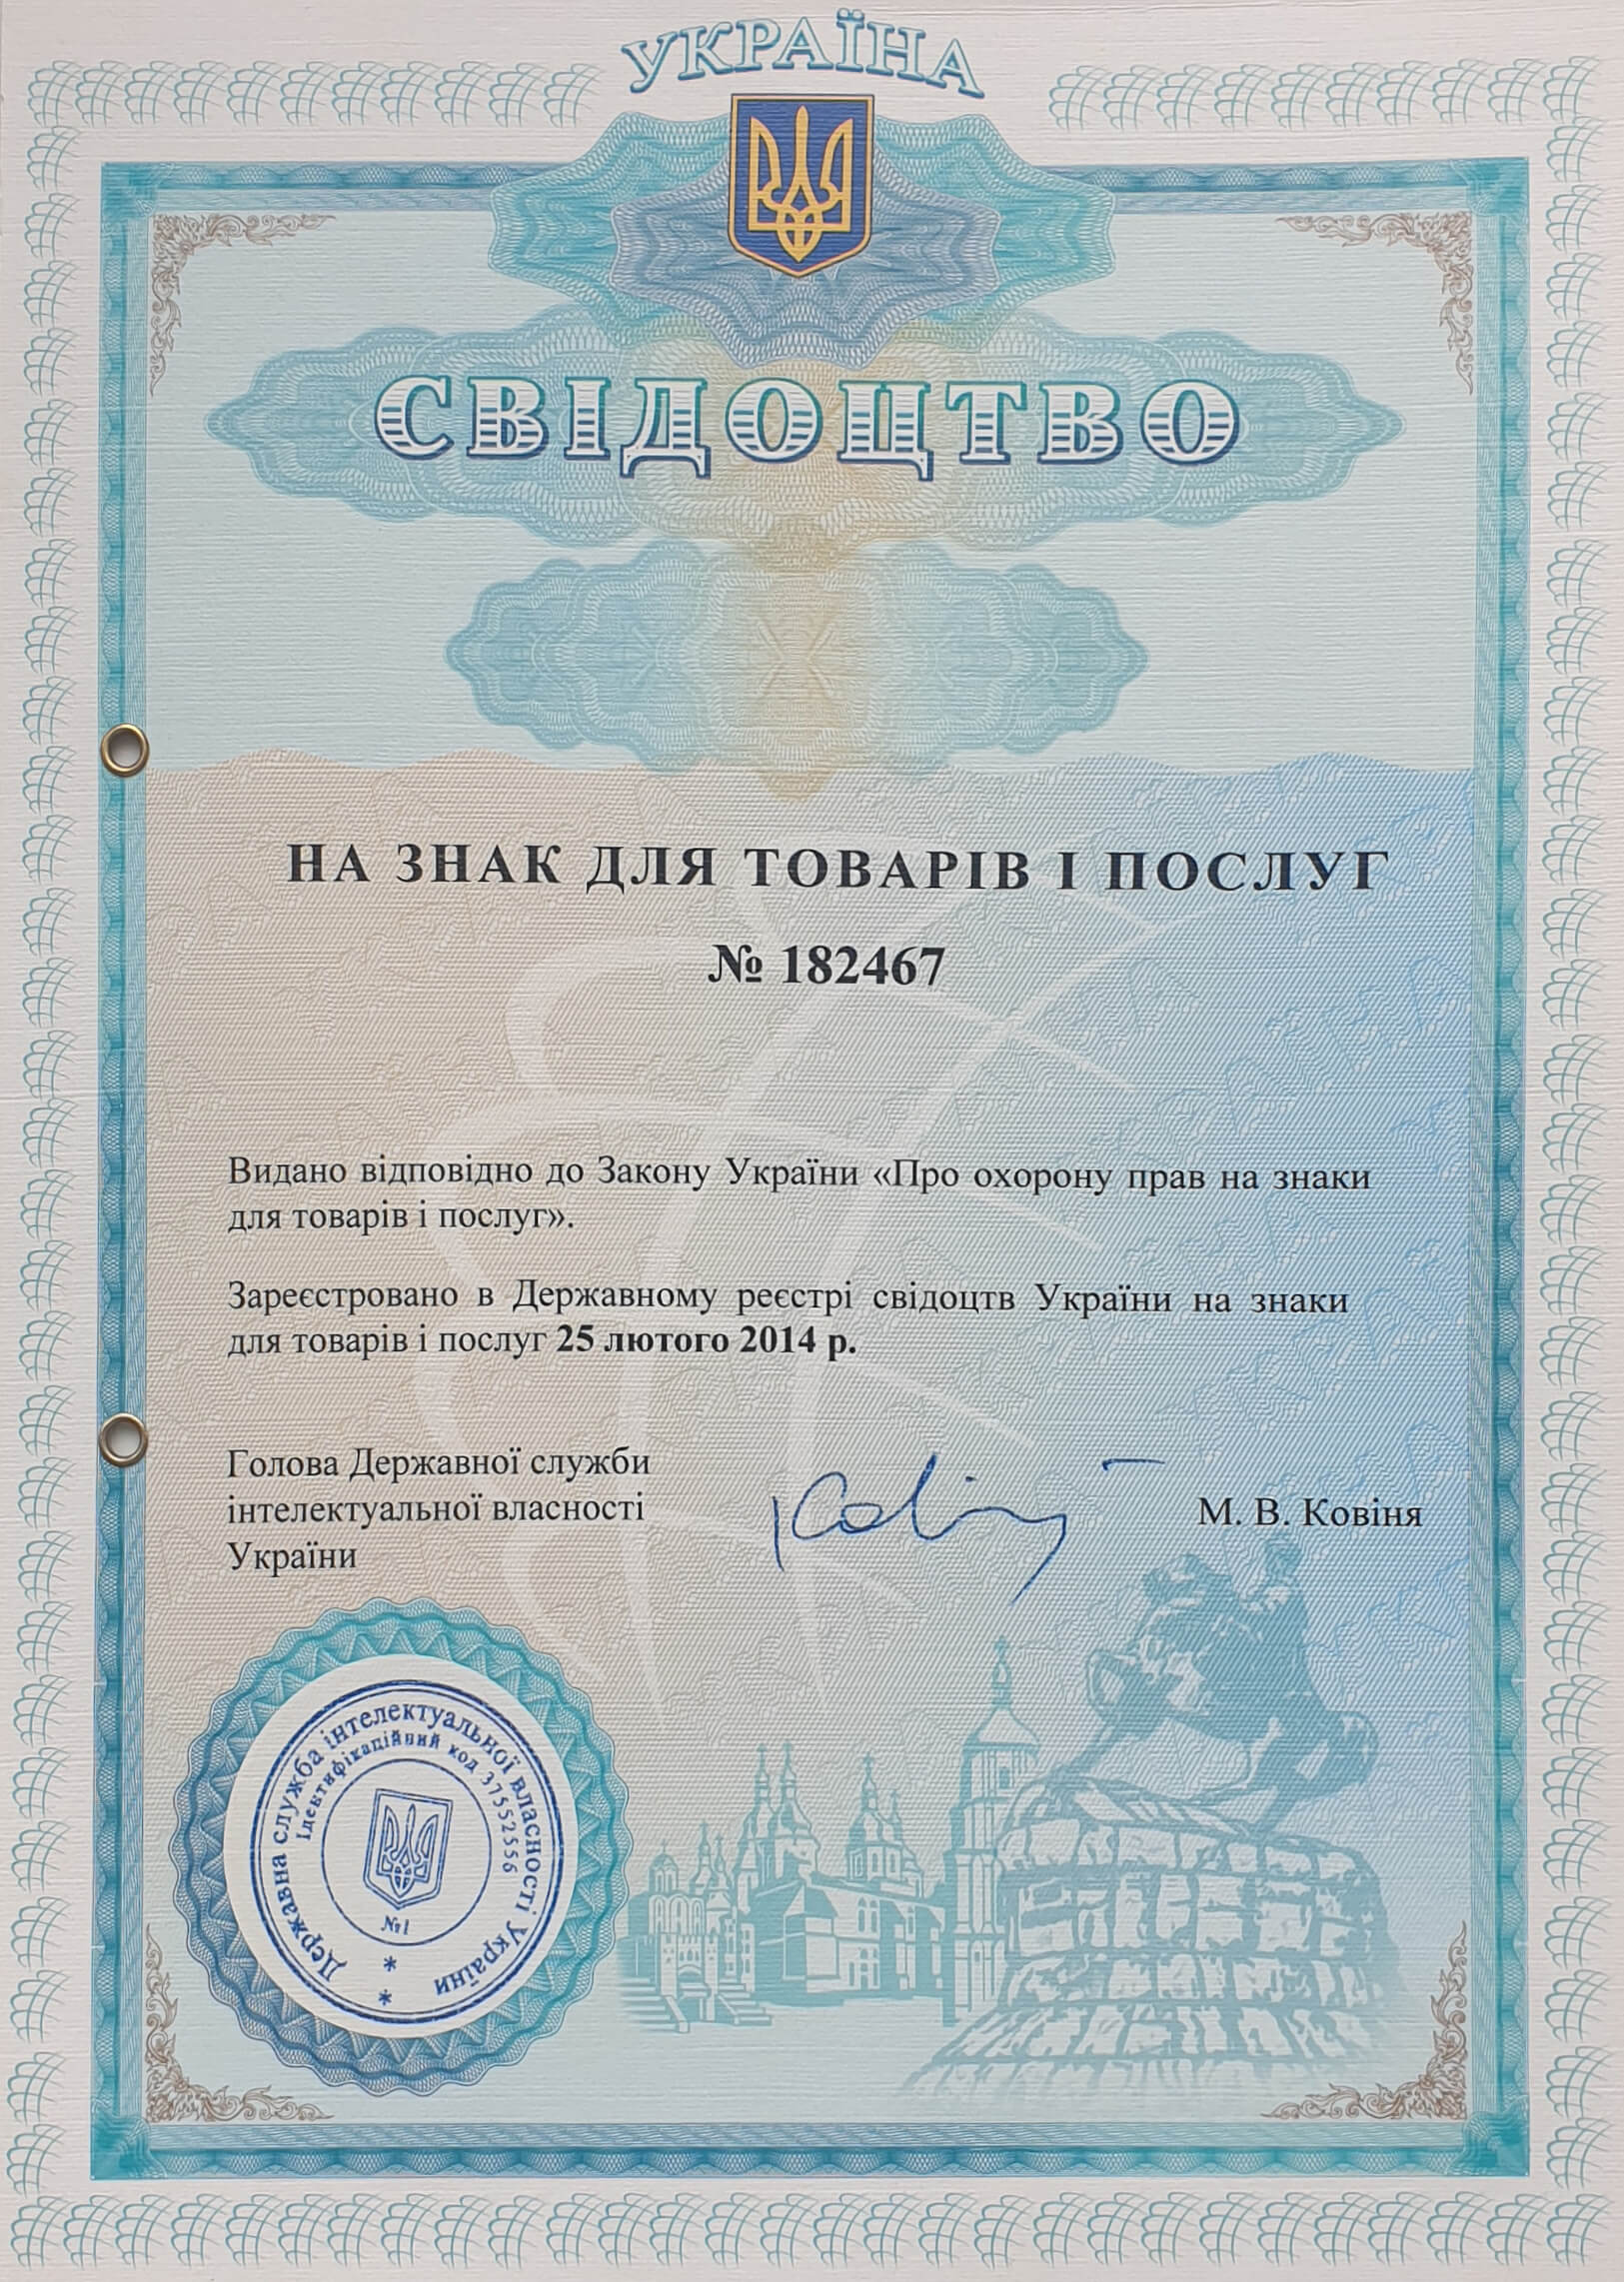 УКРАЇНА
СВІДОЦТВО
НА ЗНАК ДЛЯ ТОВАРІВ І ПОСЛУГ
№ 182467
Видано відповідно до Закону України «Про охорону прав на знаки
для товарів і послуг».
Зареєстровано в Державному реєстрі свідоцтв України на знаки
для товарів і послуг 25 лютого 2014 р.
Голова Державної служби
інтелектуальної власності
України
М. В. Ковіня
Державна служба інтелектуальної власності України
Ідентифікаційний код 37552556
№1